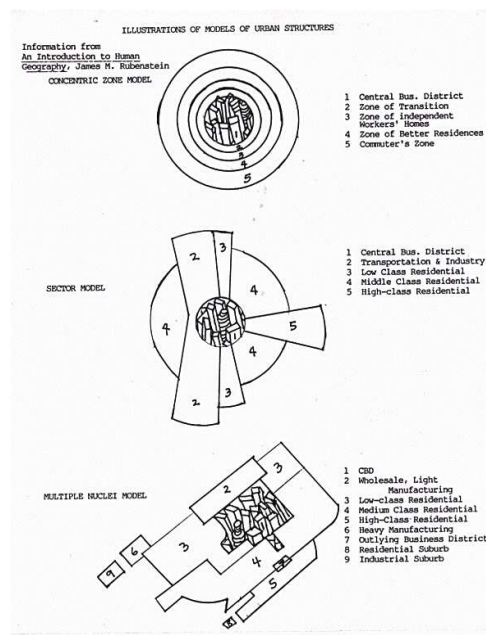 ILLUSTRATIONS OF MODELS OF URBAN STRUCTURES
Information from
An Introduction to Human
Geography, James M. Rubenstein
CONCENTRIC ZONE MODEL
1 Central Bus. District
2 Zone of Transition
3 Zone of independent
Workers' Homes
4 Zone of Better Residences
5 Commuter's Zone
1
2
3
4
5
SECTOR MODEL
1 Central Bus. District
2 Transportation & Industry
3 Low Class Residential
4 Middle Class Residential
5 High-class Residential
2
3
4
4
5
4
2
3
MULTIPLE NUCLEI MODEL
1 CBD
2 Wholesale, Light
Manufacturing
3 Low-class Residential
4 Medium Class Residential
5 High-Class Residential
6 Heavy Manufacturing
7 Outlying Business District
8 Residential Suburb
9 Industrial Suburb
3
2
3
6
9
4
7
5
8